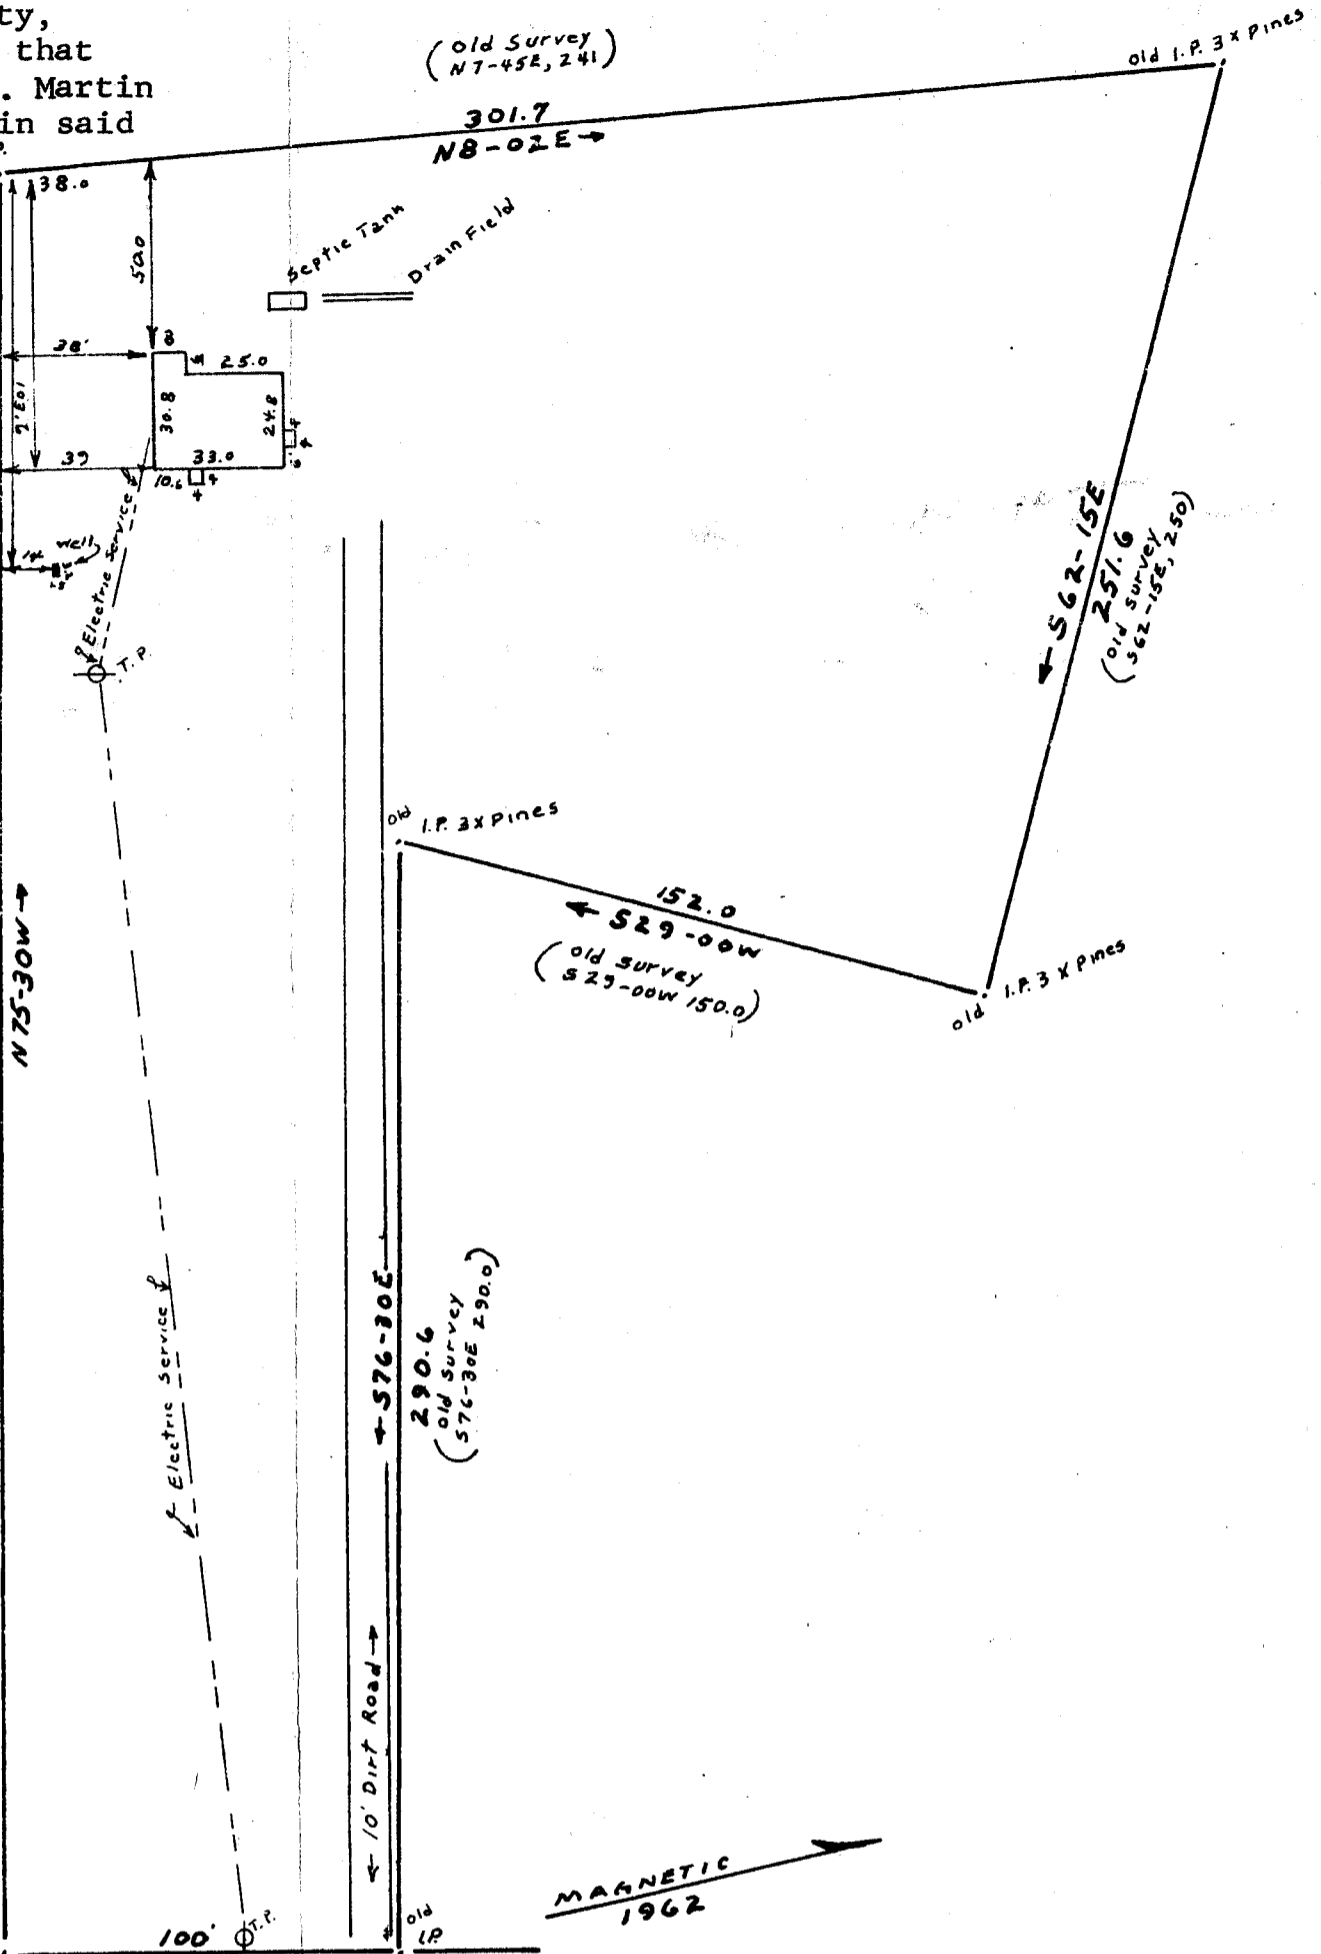 ty,
that
. Martin
in said
(old Survey
N7-45E, 241)
301.7
N8-02E→
old I.P. 3 x Pines
38.0
50.0
Septic Tank
Drain Field
38'
8
25.0
30.8
24.8
4
4
39
33.0
10.6
4
4
14
Well
Electric Service
T.P.
←S62-15E
251.6
(old survey
S62-15E, 250)
old I.P. 3 x Pines
152.0
←S29-00W
(old survey
S29-00W 150.0)
old I.P. 3 x Pines
N75-30W→
←S76-30E
290.6
(old survey
S76-30E 290.0)
Electric Service
←10' Dirt Road→
MAGNETIC
1962
100'
T.P.
old
I.P.